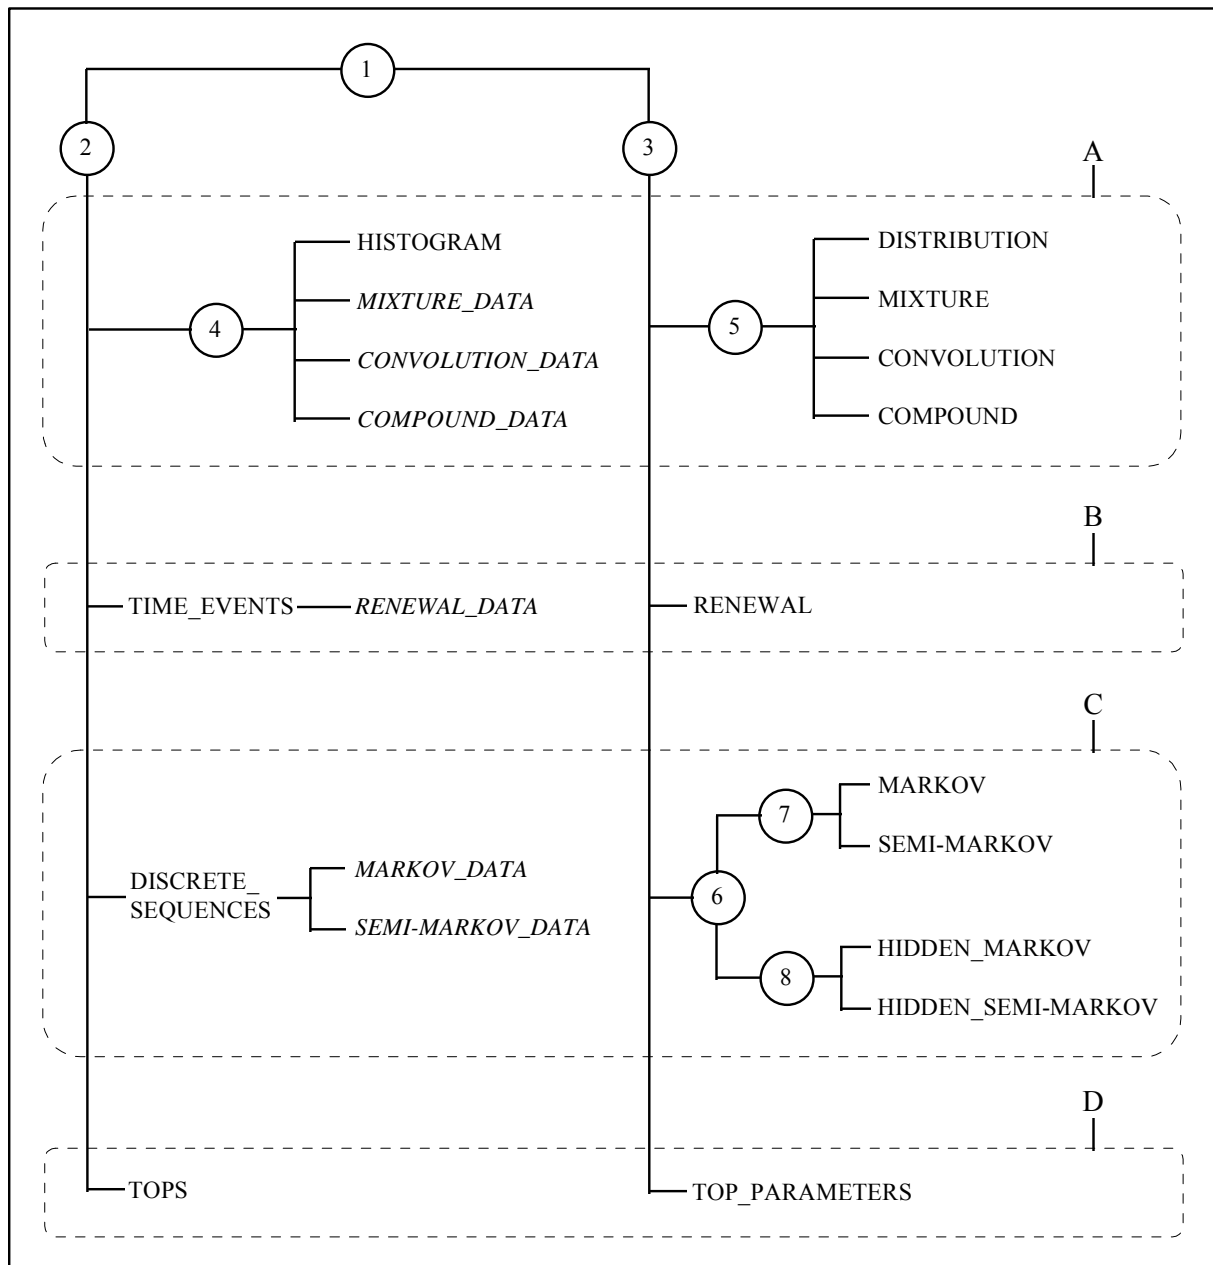 1
2
3
A
HISTOGRAM
MIXTURE_DATA
4
CONVOLUTION_DATA
COMPOUND_DATA
DISTRIBUTION
MIXTURE
5
CONVOLUTION
COMPOUND
B
TIME_EVENTS
RENEWAL_DATA
RENEWAL
C
DISCRETE_
SEQUENCES
MARKOV_DATA
SEMI-MARKOV_DATA
MARKOV
7
SEMI-MARKOV
6
HIDDEN_MARKOV
8
HIDDEN_SEMI-MARKOV
D
TOPS
TOP_PARAMETERS